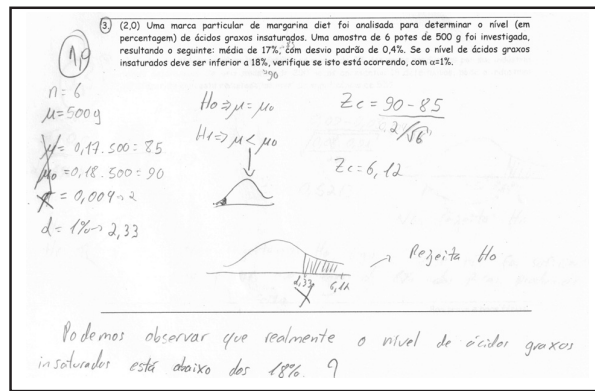 3. (2,0) Uma marca particular de margarina diet foi analisada para determinar o nível (em
percentagem) de ácidos graxos insaturados. Uma amostra de 6 potes de 500 g foi investigada,
resultando o seguinte: média de 17%, com desvio padrão de 0,4%. Se o nível de ácidos graxos
insaturados deve ser inferior a 18%, verifique se isto está ocorrendo, com α=1%.
90
n = 6
μ = 500g
= 0,17.500 = 85
μo = 0,18.500 = 90
= 0,004→2
α = 1% → 2,33
Ho ⇒ μ = μo
H1 ⇒ μ < μo
Zc = 90 - 85
2/√6
Zc = 6,12
2,33
6,12
→ Rejeita Ho
Podemos observar que realmente o nível de ácidos graxos
insaturados está abaixo dos 18%. ?